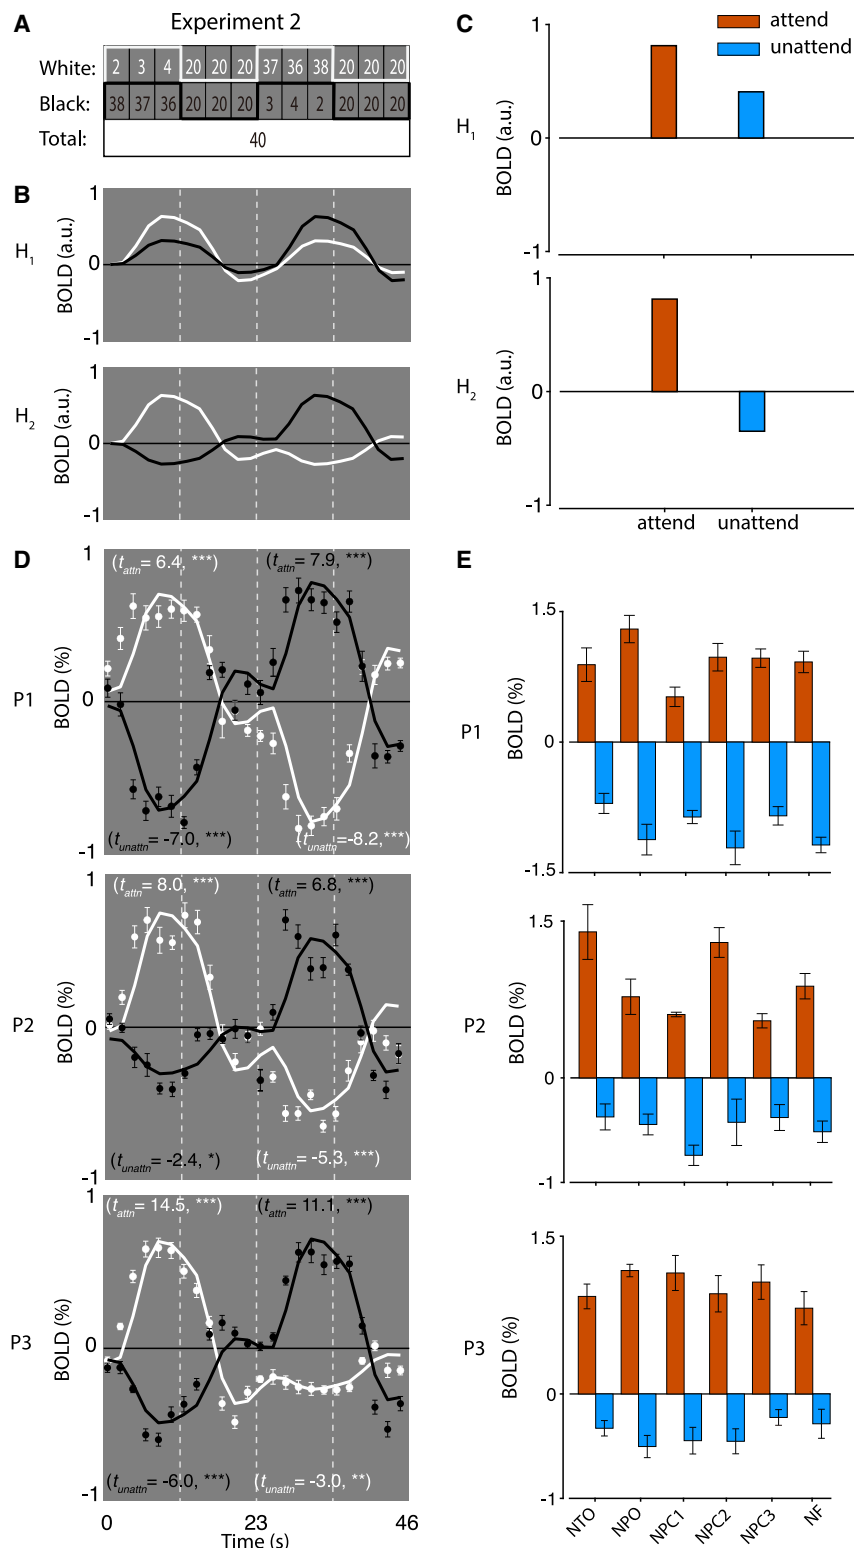 A
Experiment 2
White: 2 3 4 20 20 20 37 36 38 20 20 20
Black: 38 37 36 20 20 20 3 4 2 20 20 20
Total: 40
B
H1
BOLD (a.u.)
1
0
-1
H2
BOLD (a.u.)
1
0
-1
C
attend
unattend
H1
BOLD (a.u.)
1
0
-1
H2
BOLD (a.u.)
1
0
-1
attend unattend
D
P1
BOLD (%)
1
0
-1
(tattn= 6.4, ***)
(tattn= 7.9, ***)
(tunattn= -7.0, ***)
(tunattn=-8.2,***)
P2
BOLD (%)
1
0
-1
(tattn= 8.0, ***)
(tattn= 6.8, ***)
(tunattn= -2.4, *)
(tunattn= -5.3, ***)
P3
BOLD (%)
1
0
-1
(tattn= 14.5, ***)
(tattn= 11.1, ***)
(tunattn= -6.0, ***)
(tunattn= -3.0, **)
0 23 46
Time (s)
E
P1
BOLD (%)
1.5
0
-1.5
P2
BOLD (%)
1.5
0
-1
P3
BOLD (%)
1.5
0
-1
NTO NPO NPC1 NPC2 NPC3 NF